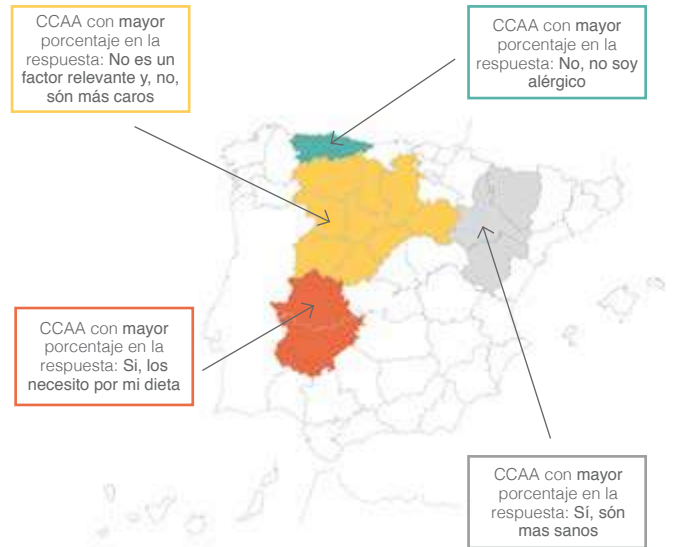 CCAA con mayor
porcentaje en la
respuesta: No es un
factor relevante y, no,
són más caros
CCAA con mayor
porcentaje en la
respuesta: No, no soy
alérgico
CCAA con mayor
porcentaje en la
respuesta: Si, los
necesito por mi dieta
CCAA con mayor
porcentaje en la
respuesta: Sí, són
mas sanos